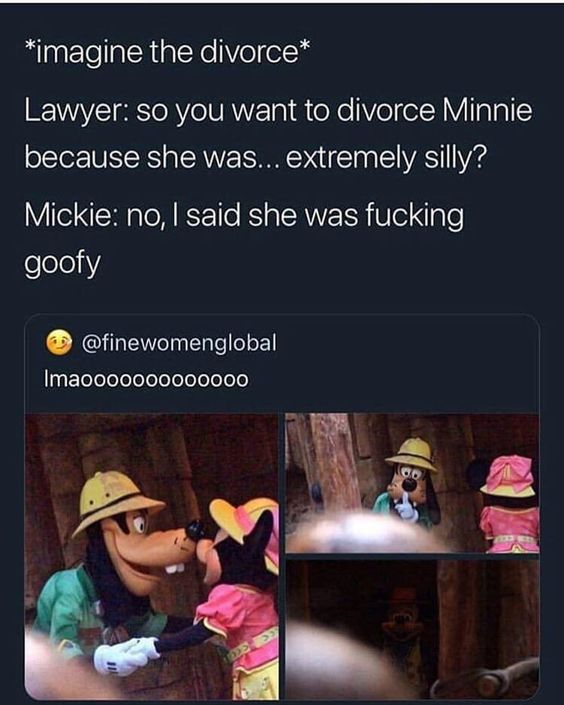 *imagine the divorce*
Lawyer: so you want to divorce Minnie
because she was... extremely silly?
Mickie: no, I said she was fucking
goofy
🤒 @finewomenglobal
lmaooooooooooooo